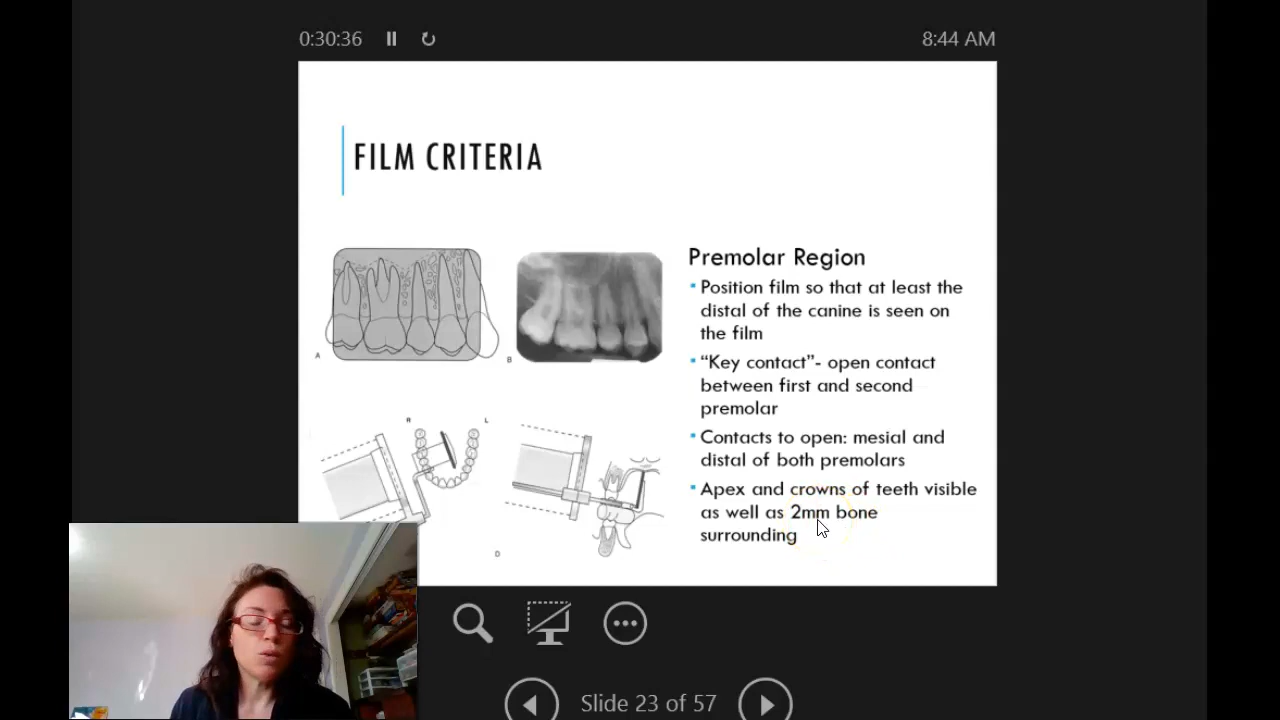 0:30:36
8:44 AM
FILM CRITERIA
A
B
R
L
D
Premolar Region
Position film so that at least the
distal of the canine is seen on
the film
“Key contact”- open contact
between first and second
premolar
Contacts to open: mesial and
distal of both premolars
Apex and crowns of teeth visible
as well as 2mm bone
surrounding
Slide 23 of 57